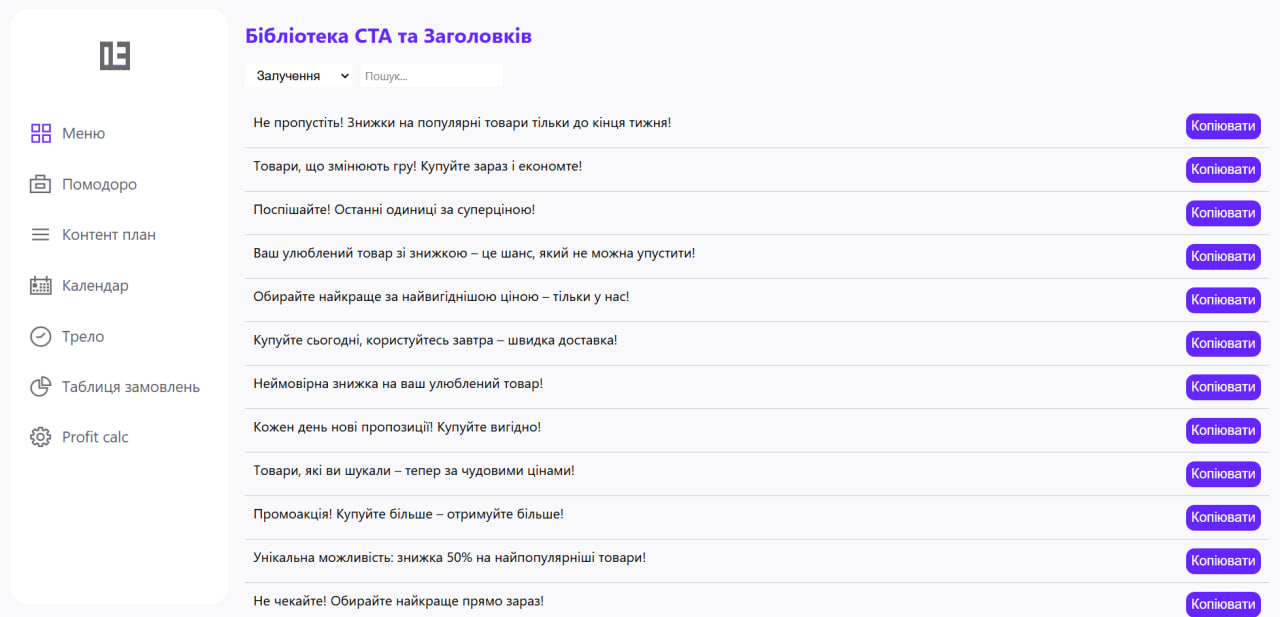 Бібліотека СТА та Заголовків
Залучення
Пошук...
Меню
Помодоро
Контент план
Календар
Трело
Таблиця замовлень
Profit calc
Не пропустіть! Знижки на популярні товари тільки до кінця тижня! Копіювати
Товари, що змінюють гру! Купуйте зараз і економте! Копіювати
Поспішайте! Останні одиниці за суперціною! Копіювати
Ваш улюблений товар зі знижкою – це шанс, який не можна упустити! Копіювати
Обирайте найкраще за найвигіднішою ціною – тільки у нас! Копіювати
Купуйте сьогодні, користуйтесь завтра – швидка доставка! Копіювати
Неймовірна знижка на ваш улюблений товар! Копіювати
Кожен день нові пропозиції! Купуйте вигідно! Копіювати
Товари, які ви шукали – тепер за чудовими цінами! Копіювати
Промоакція! Купуйте більше – отримуйте більше! Копіювати
Унікальна можливість: знижка 50% на найпопулярніші товари! Копіювати
Не чекайте! Обирайте найкраще прямо зараз! Копіювати